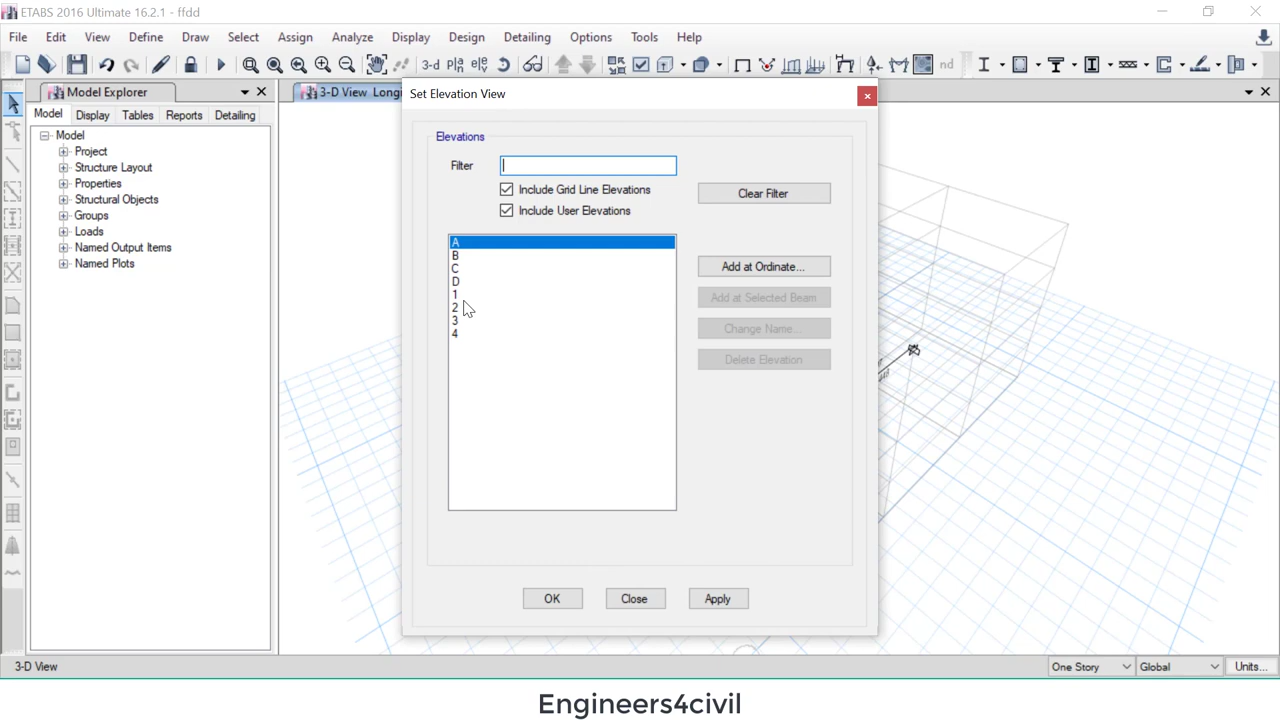 ETABS 2016 Ultimate 16.2.1 - ffdd
File Edit View Define Draw Select Assign Analyze Display Design Detailing Options Tools Help
3-d
nd
Model Explorer
3-D View Longi
Model Display Tables Reports Detailing
Model
Project
Structure Layout
Properties
Structural Objects
Groups
Loads
Named Output Items
Named Plots
Set Elevation View
Elevations
Filter
Include Grid Line Elevations
Include User Elevations
Clear Filter
A
B
C
D
1
2
3
4
Add at Ordinate...
Add at Selected Beam
Change Name...
Delete Elevation
OK Close Apply
3-D View
One Story Global Units...
Engineers4civil